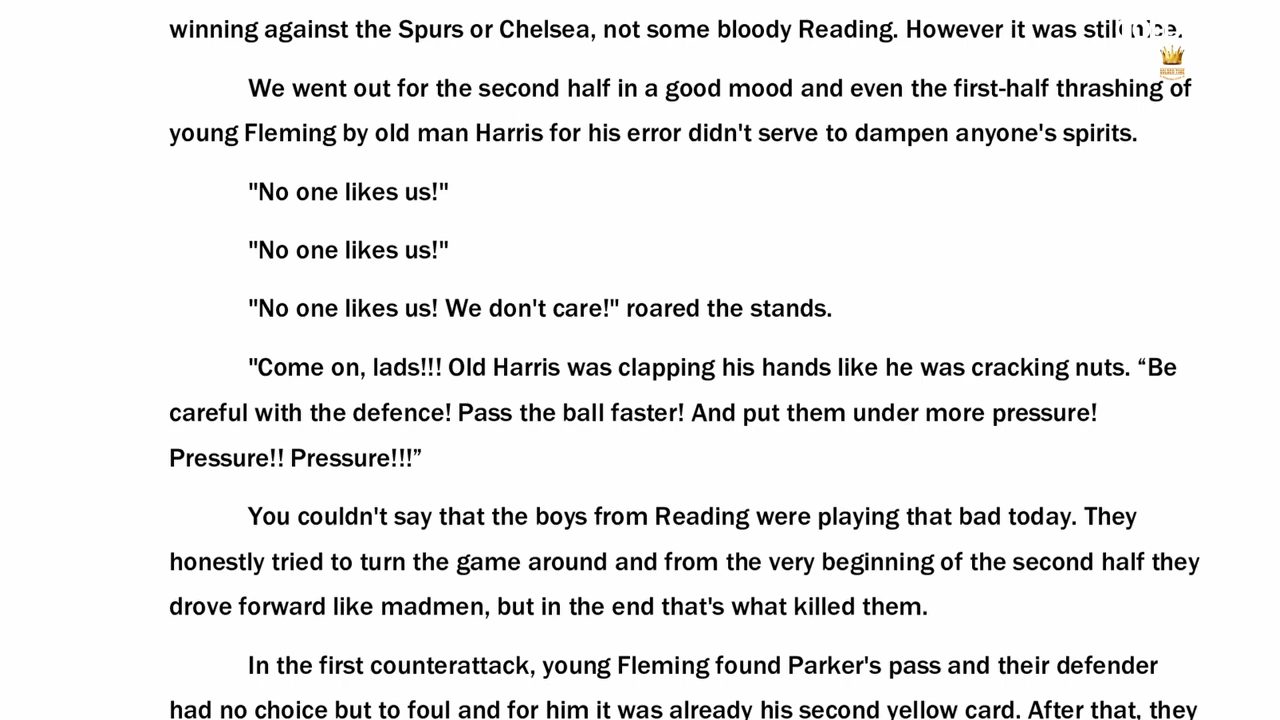 winning against the Spurs or Chelsea, not some bloody Reading. However it was still nice.
We went out for the second half in a good mood and even the first-half thrashing of
young Fleming by old man Harris for his error didn't serve to dampen anyone's spirits.
"No one likes us!"
"No one likes us!"
"No one likes us! We don't care!" roared the stands.
"Come on, lads!!! Old Harris was clapping his hands like he was cracking nuts. “Be
careful with the defence! Pass the ball faster! And put them under more pressure!
Pressure!! Pressure!!!”
You couldn't say that the boys from Reading were playing that bad today. They
honestly tried to turn the game around and from the very beginning of the second half they
drove forward like madmen, but in the end that's what killed them.
In the first counterattack, young Fleming found Parker's pass and their defender
had no choice but to foul and for him it was already his second yellow card. After that, they